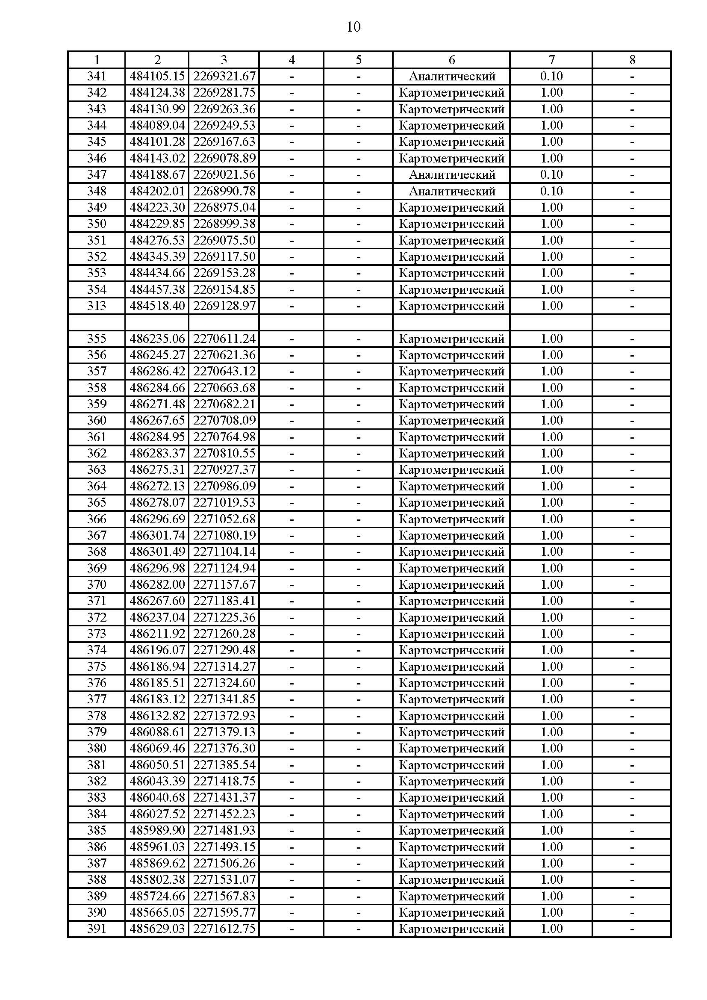 10
1 2 3 4 5 6 7 8
341 484105.15 2269321.67 - - Аналитический 0.10 -
342 484124.38 2269281.75 - - Картометрический 1.00 -
343 484130.99 2269263.36 - - Картометрический 1.00 -
344 484089.04 2269249.53 - - Картометрический 1.00 -
345 484101.28 2269167.63 - - Картометрический 1.00 -
346 484143.02 2269078.89 - - Картометрический 1.00 -
347 484188.67 2269021.56 - - Аналитический 0.10 -
348 484202.01 2268990.78 - - Аналитический 0.10 -
349 484223.30 2268975.04 - - Картометрический 1.00 -
350 484229.85 2268999.38 - - Картометрический 1.00 -
351 484276.53 2269075.50 - - Картометрический 1.00 -
352 484345.39 2269117.50 - - Картометрический 1.00 -
353 484434.66 2269153.28 - - Картометрический 1.00 -
354 484457.38 2269154.85 - - Картометрический 1.00 -
313 484518.40 2269128.97 - - Картометрический 1.00 -
355 486235.06 2270611.24 - - Картометрический 1.00 -
356 486245.27 2270621.36 - - Картометрический 1.00 -
357 486286.42 2270643.12 - - Картометрический 1.00 -
358 486284.66 2270663.68 - - Картометрический 1.00 -
359 486271.48 2270682.21 - - Картометрический 1.00 -
360 486267.65 2270708.09 - - Картометрический 1.00 -
361 486284.95 2270764.98 - - Картометрический 1.00 -
362 486283.37 2270810.55 - - Картометрический 1.00 -
363 486275.31 2270927.37 - - Картометрический 1.00 -
364 486272.13 2270986.09 - - Картометрический 1.00 -
365 486278.07 2271019.53 - - Картометрический 1.00 -
366 486296.69 2271052.68 - - Картометрический 1.00 -
367 486301.74 2271080.19 - - Картометрический 1.00 -
368 486301.49 2271104.14 - - Картометрический 1.00 -
369 486296.98 2271124.94 - - Картометрический 1.00 -
370 486282.00 2271157.67 - - Картометрический 1.00 -
371 486267.60 2271183.41 - - Картометрический 1.00 -
372 486237.04 2271225.36 - - Картометрический 1.00 -
373 486211.92 2271260.28 - - Картометрический 1.00 -
374 486196.07 2271290.48 - - Картометрический 1.00 -
375 486186.94 2271314.27 - - Картометрический 1.00 -
376 486185.51 2271324.60 - - Картометрический 1.00 -
377 486183.12 2271341.85 - - Картометрический 1.00 -
378 486132.82 2271372.93 - - Картометрический 1.00 -
379 486088.61 2271379.13 - - Картометрический 1.00 -
380 486069.46 2271376.30 - - Картометрический 1.00 -
381 486050.51 2271385.54 - - Картометрический 1.00 -
382 486043.39 2271418.75 - - Картометрический 1.00 -
383 486040.68 2271431.37 - - Картометрический 1.00 -
384 486027.52 2271452.23 - - Картометрический 1.00 -
385 485989.90 2271481.93 - - Картометрический 1.00 -
386 485961.03 2271493.15 - - Картометрический 1.00 -
387 485869.62 2271506.26 - - Картометрический 1.00 -
388 485802.38 2271531.07 - - Картометрический 1.00 -
389 485724.66 2271567.83 - - Картометрический 1.00 -
390 485665.05 2271595.77 - - Картометрический 1.00 -
391 485629.03 2271612.75 - - Картометрический 1.00 -